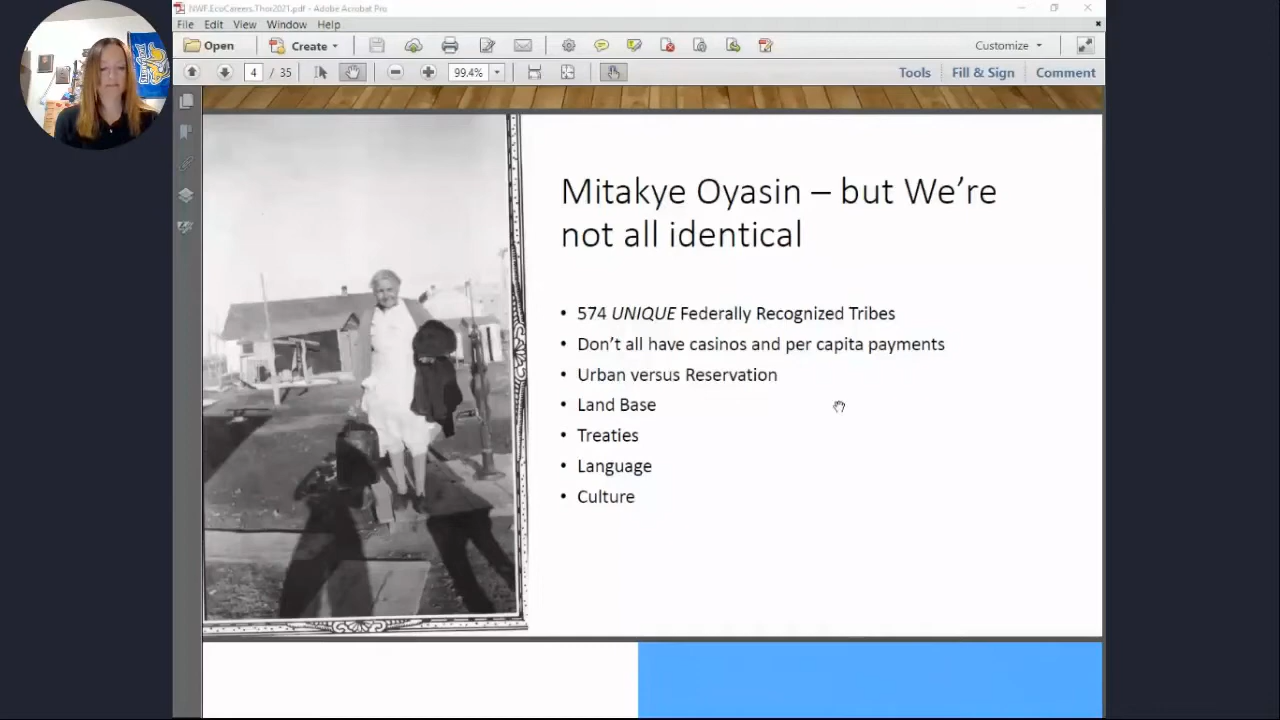 NWF.EcoCareers.Thor2021.pdf - Adobe Acrobat Pro
File Edit View Window Help
Open Create Customize
4 / 35 99.4% Tools Fill & Sign Comment
Mitakye Oyasin – but We're
not all identical
• 574 UNIQUE Federally Recognized Tribes
• Don't all have casinos and per capita payments
• Urban versus Reservation
• Land Base
• Treaties
• Language
• Culture